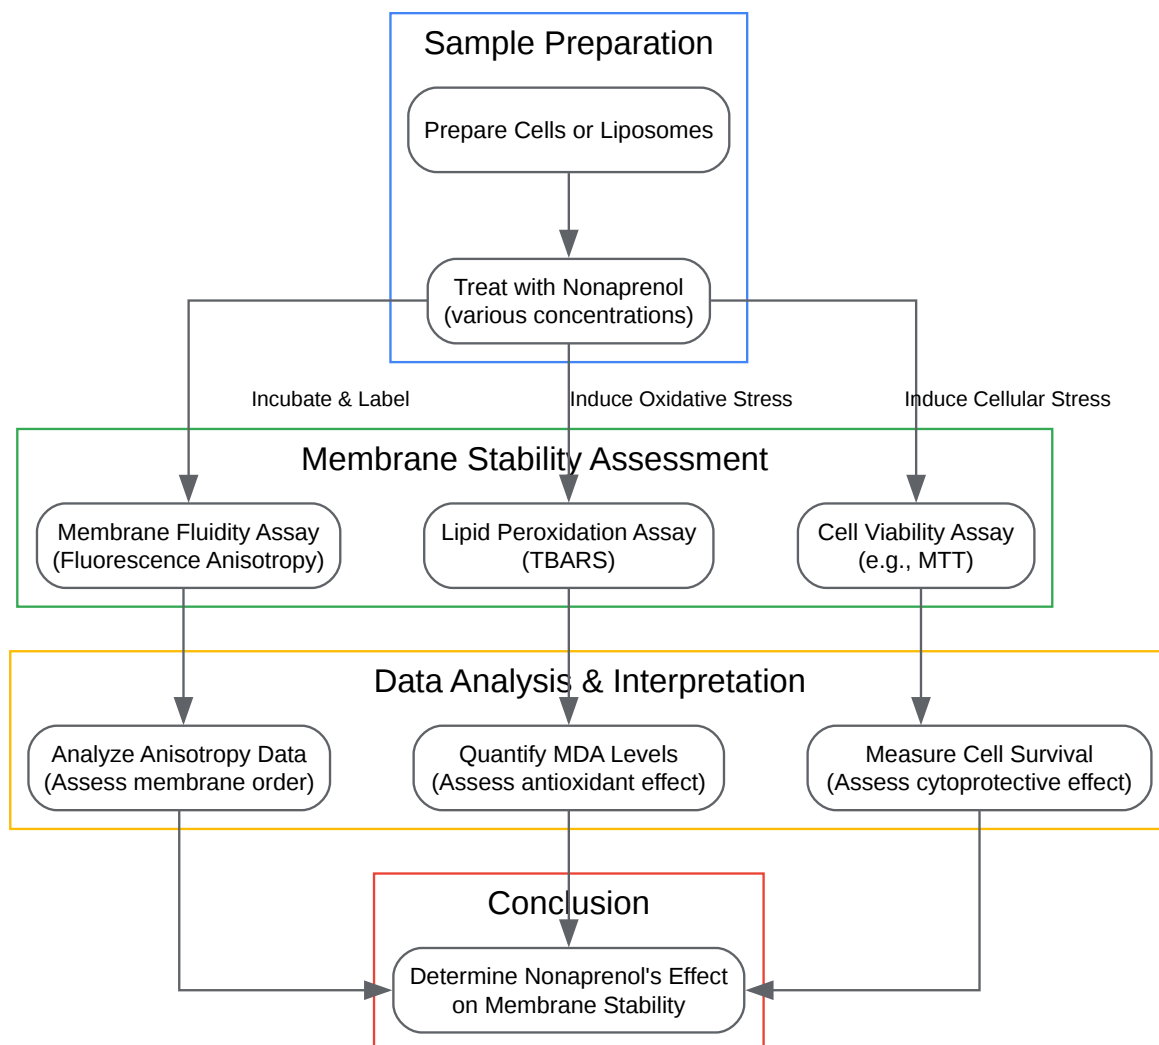 Sample Preparation
Prepare Cells or Liposomes
Treat with Nonaprenol
(various concentrations)
Incubate & Label
Induce Oxidative Stress
Induce Cellular Stress
Membrane Stability Assessment
Membrane Fluidity Assay
(Fluorescence Anisotropy)
Lipid Peroxidation Assay
(TBARS)
Cell Viability Assay
(e.g., MTT)
Data Analysis & Interpretation
Analyze Anisotropy Data
(Assess membrane order)
Quantify MDA Levels
(Assess antioxidant effect)
Measure Cell Survival
(Assess cytoprotective effect)
Conclusion
Determine Nonaprenol's Effect
on Membrane Stability